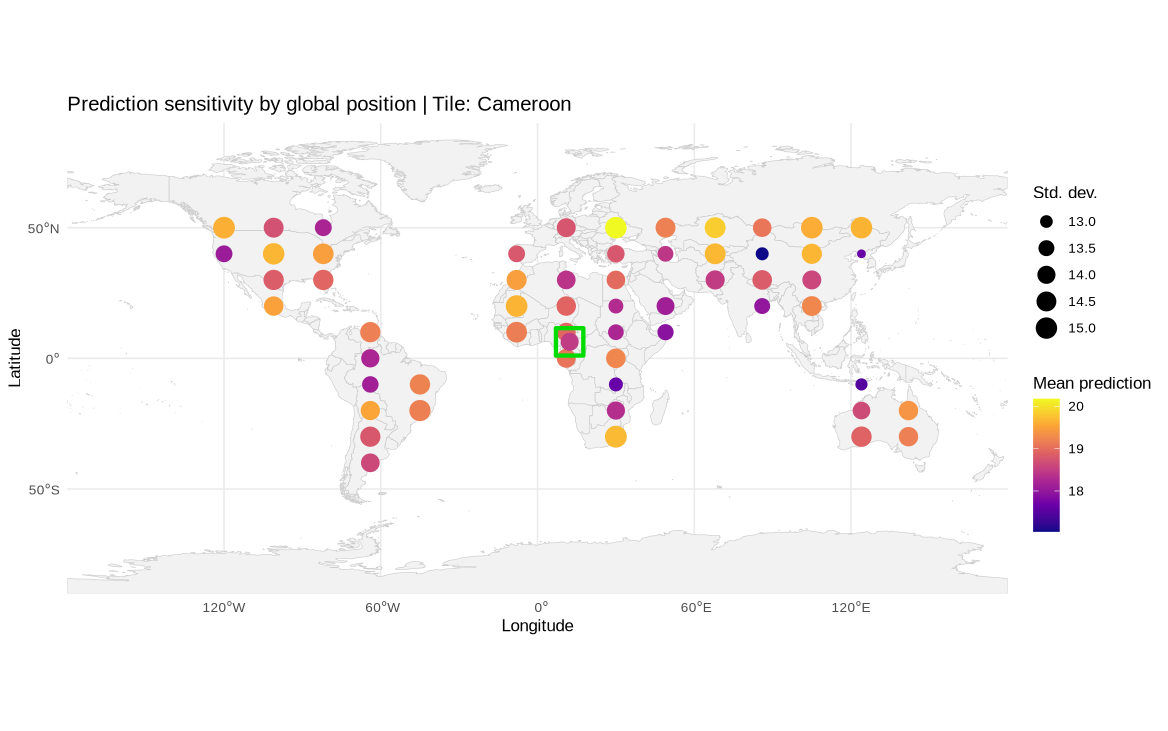 Prediction sensitivity by global position | Tile: Cameroon
Latitude
50°N
0°
50°S
120°W
60°W
0°
60°E
120°E
Longitude
Std. dev.
13.0
13.5
14.0
14.5
15.0
Mean prediction
20
19
18